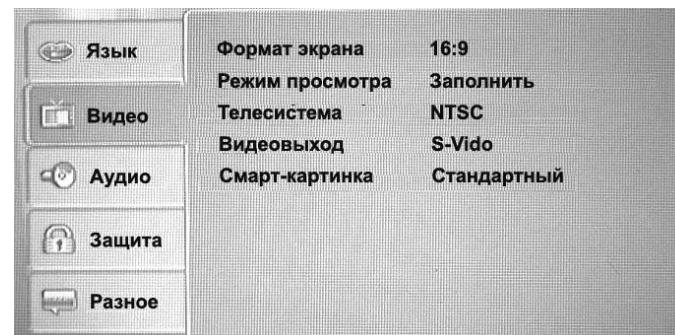 Язык
Видео
Аудио
Защита
Разное
Формат экрана 16:9
Режим просмотра Заполнить
Телесистема NTSC
Видеовыход S-Vido
Смарт-картинка Стандартный